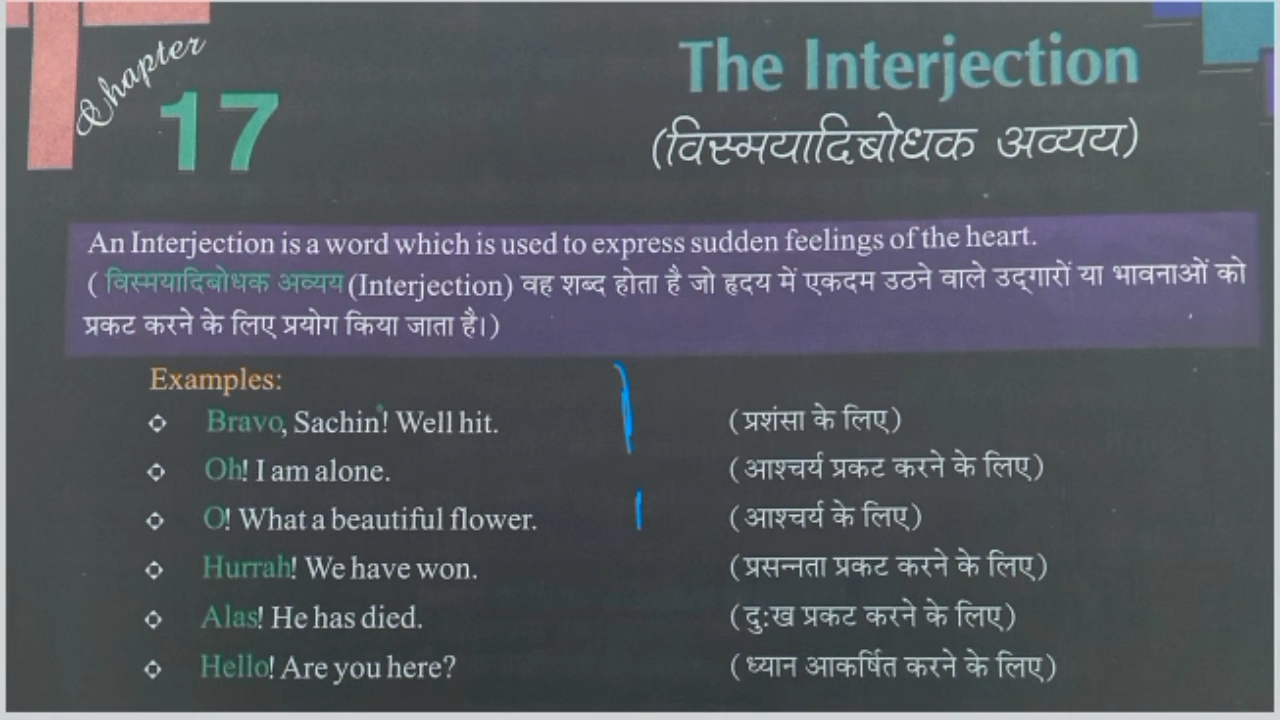 Chapter
17
The Interjection
(विस्मयादिबोधक अव्यय)
An Interjection is a word which is used to express sudden feelings of the heart.
( विस्मयादिबोधक अव्यय (Interjection) वह शब्द होता है जो हृदय में एकदम उठने वाले उद्‌गारों या भावनाओं को
प्रकट करने के लिए प्रयोग किया जाता है।)
Examples:
Bravo, Sachin! Well hit. (प्रशंसा के लिए)
Oh! I am alone. (आश्चर्य प्रकट करने के लिए)
O! What a beautiful flower. (आश्चर्य के लिए)
Hurrah! We have won. (प्रसन्नता प्रकट करने के लिए)
Alas! He has died. (दुःख प्रकट करने के लिए)
Hello! Are you here? (ध्यान आकर्षित करने के लिए)